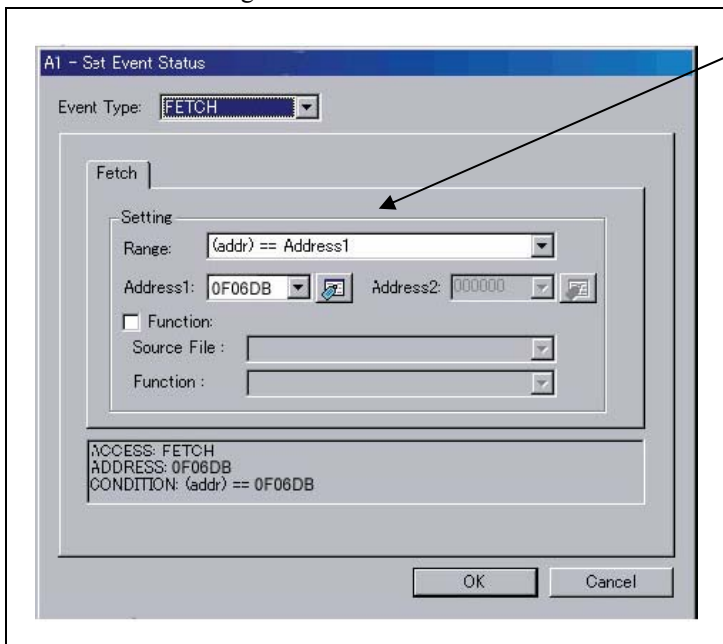 A1 - Set Event Status
Event Type: FETCH
Fetch
Setting
Range: (addr) == Address1
Address1: 0F06DB Address2: 000000
Function:
Source File :
Function :
ACCESS: FETCH
ADDRESS: 0F06DB
CONDITION: (addr) == 0F06DB
OK Cancel